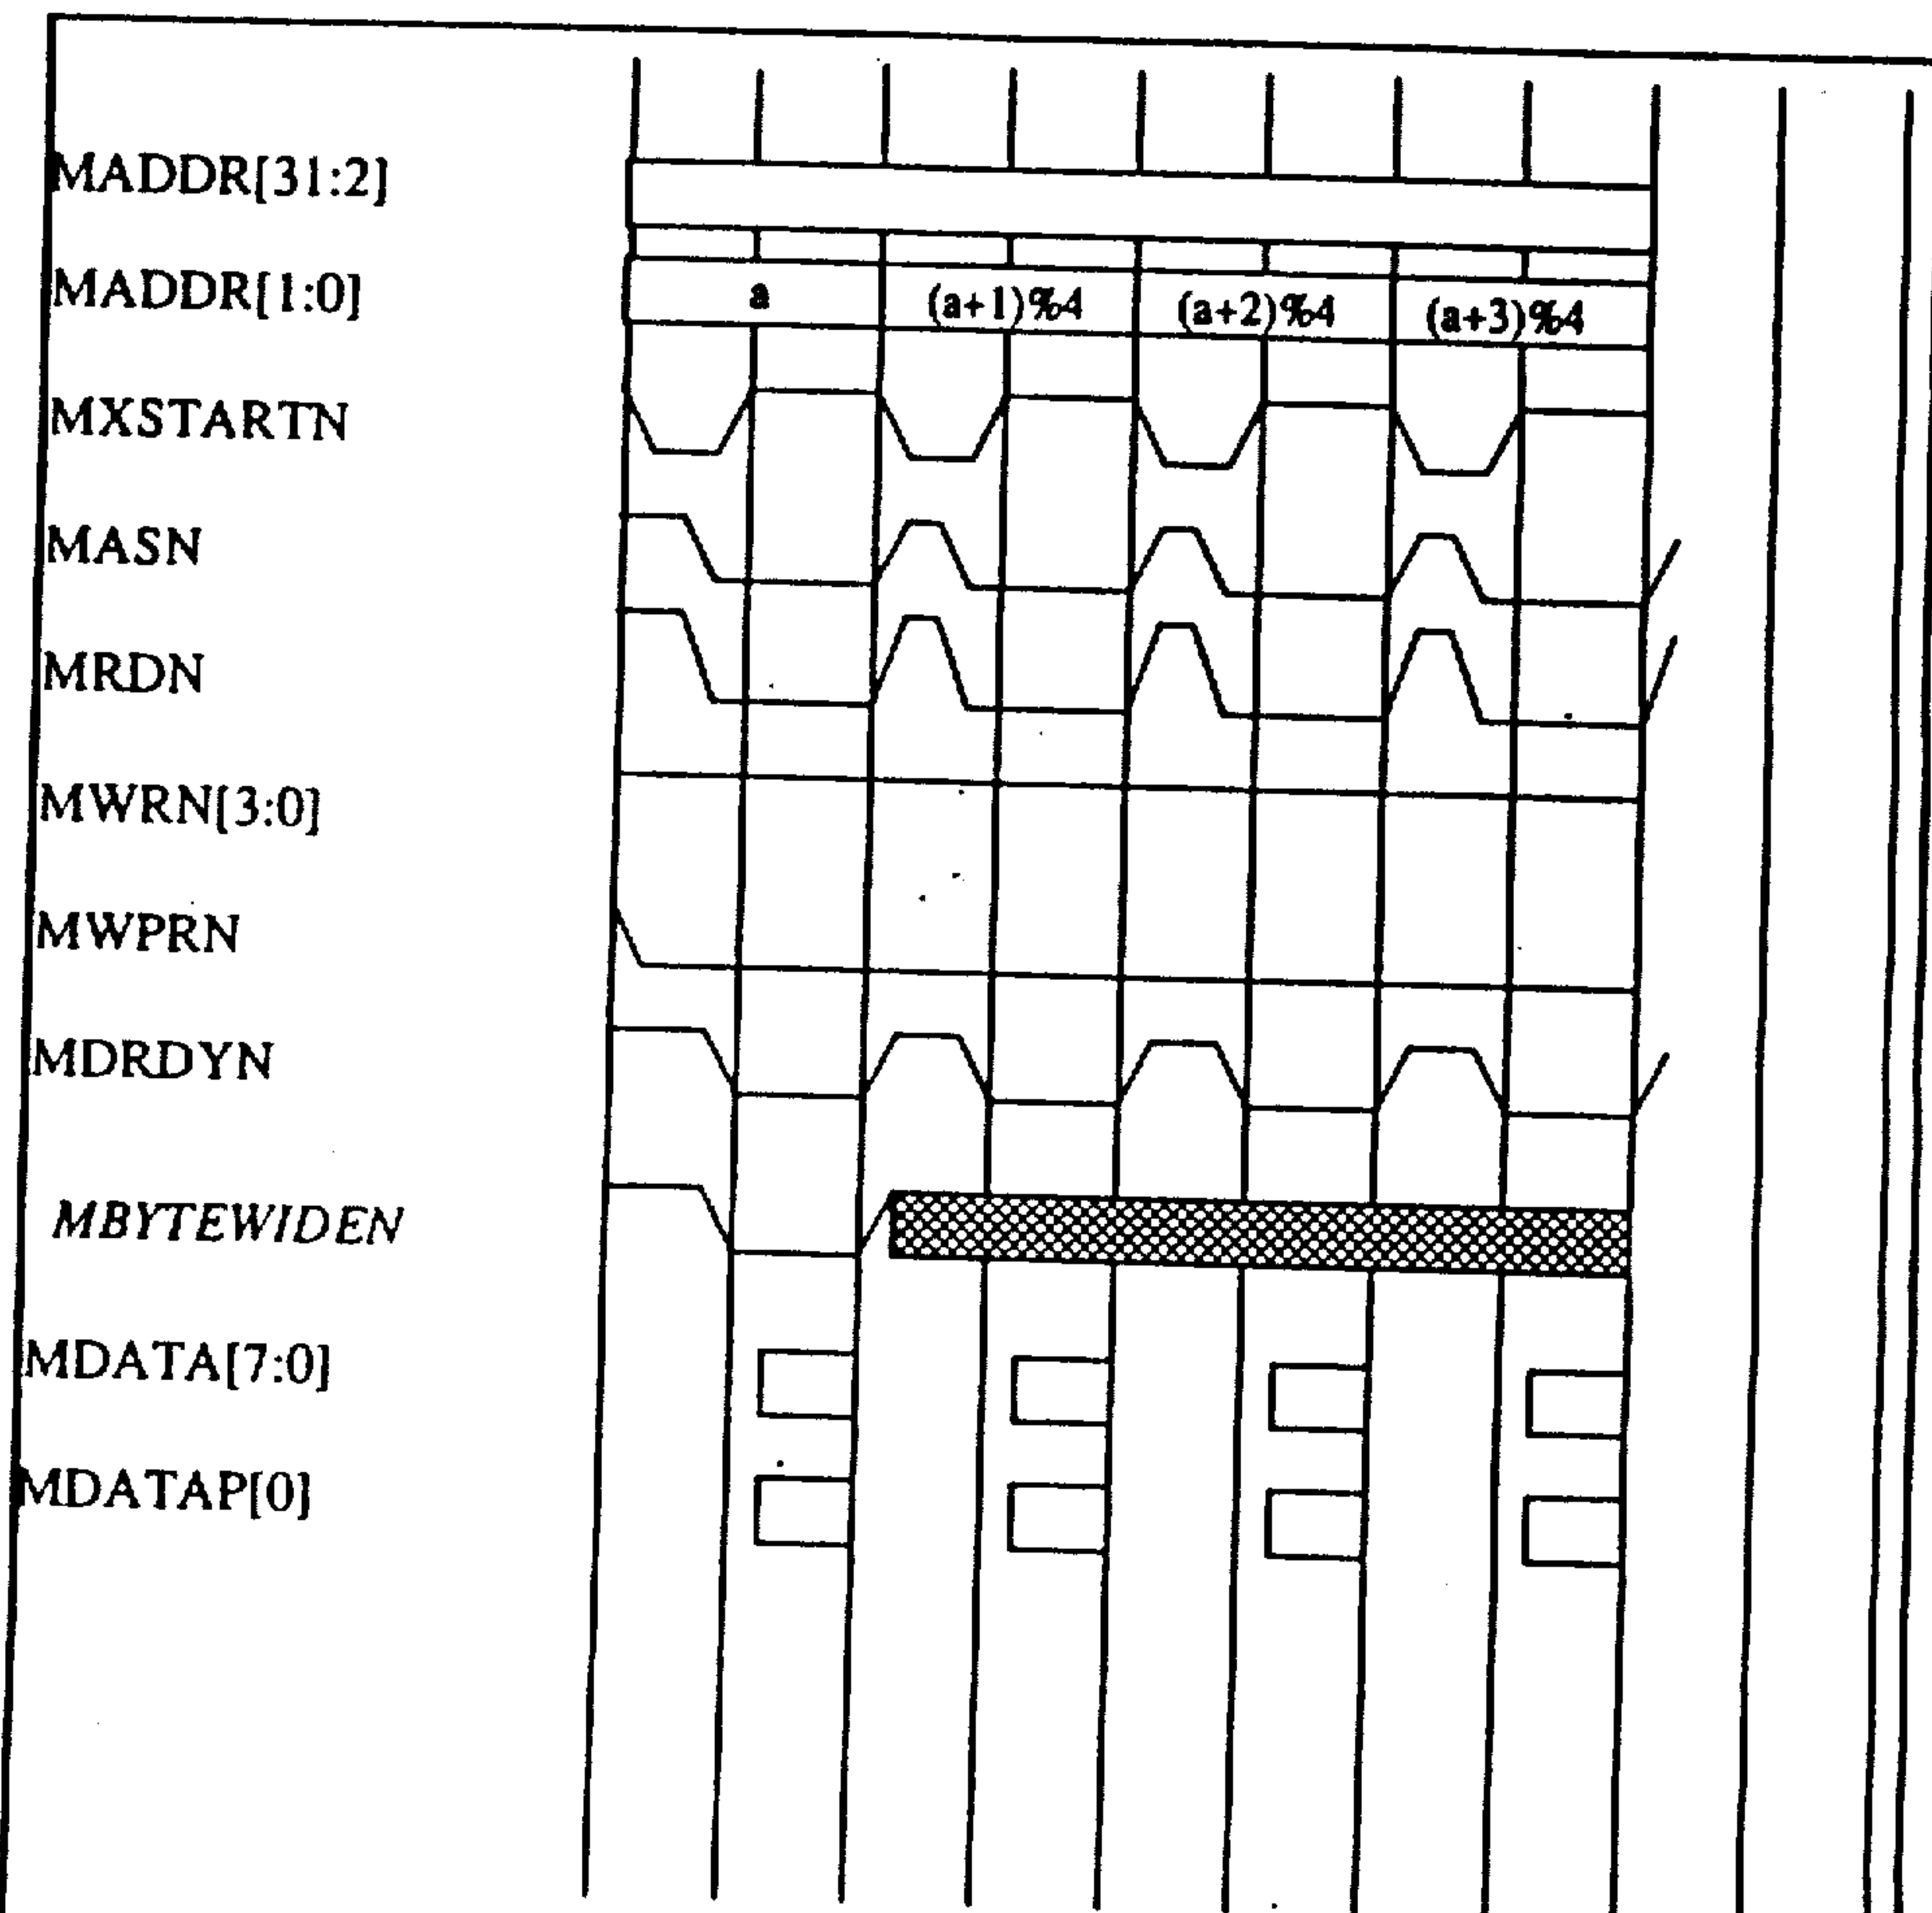 MADDR[31:2]
MADDR[1:0]
a (a+1)%4 (a+2)%4 (a+3)%4
MXSTARTN
MASN
MRDN
MWRN[3:0]
MWPRN
MDRDYN
MBYTEWIDEN
MDATA[7:0]
MDATAP[0]